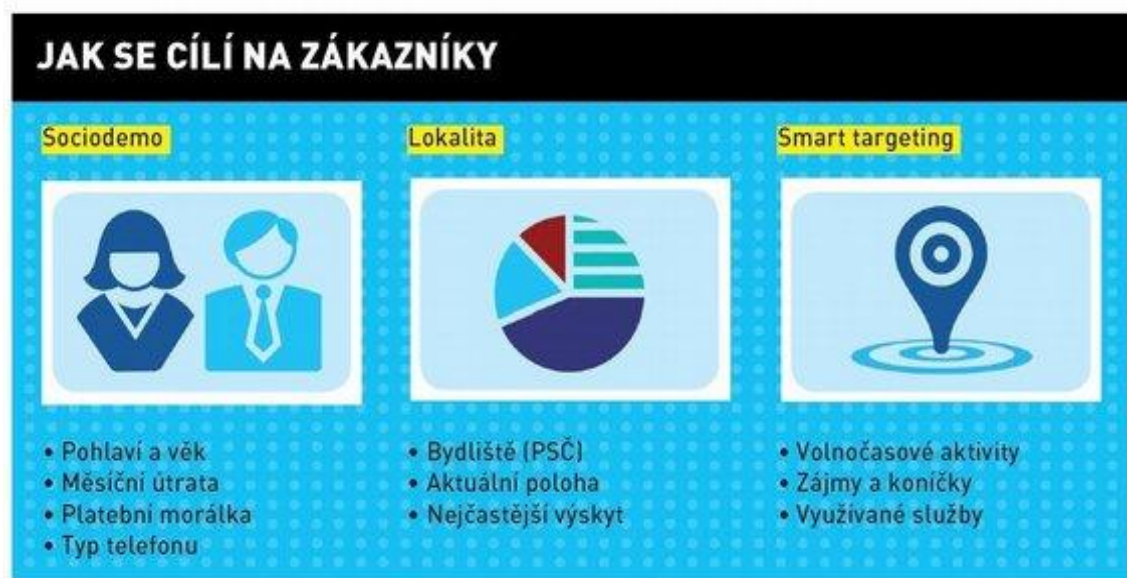 JAK SE CÍLÍ NA ZÁKAZNÍKY
Sociodemo
• Pohlaví a věk
• Měsíční útrata
• Platební morálka
• Typ telefonu
Lokalita
• Bydliště (PSČ)
• Aktuální poloha
• Nejčastější výskyt
Smart targeting
• Volnočasové aktivity
• Zájmy a koníčky
• Využívané služby